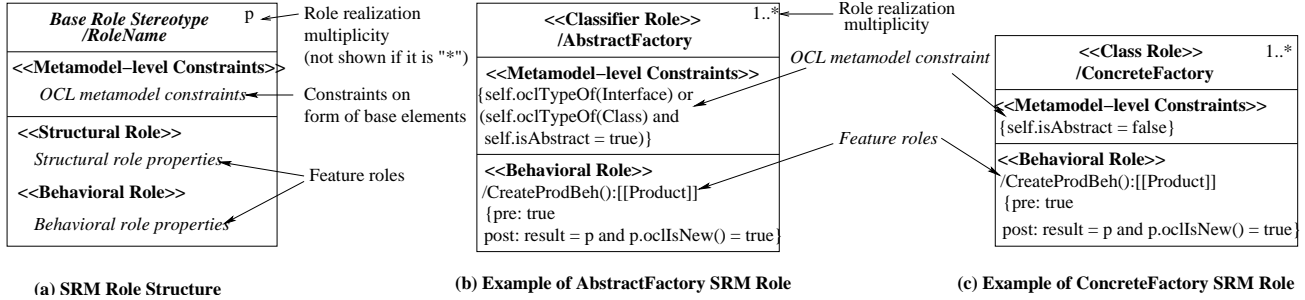 Base Role Stereotype
/RoleName
p
<<Metamodel−level Constraints>>
OCL metamodel constraints
<<Structural Role>>
Structural role properties
<<Behavioral Role>>
Behavioral role properties
Role realization
multiplicity
(not shown if it is "*")
Constraints on
form of base elements
Feature roles
(a) SRM Role Structure
<<Classifier Role>>
1..*
/AbstractFactory
<<Metamodel−level Constraints>>
{self.oclTypeOf(Interface) or
(self.oclTypeOf(Class) and
self.isAbstract = true)}
<<Behavioral Role>>
/CreateProdBeh():[[Product]]
{pre: true
post: result = p and p.oclIsNew() = true}
(b) Example of AbstractFactory SRM Role
Role realization
multiplicity
OCL metamodel constraint
Feature roles
<<Class Role>>
1..*
/ConcreteFactory
<<Metamodel−level Constraints>>
{self.isAbstract = false}
<<Behavioral Role>>
/CreateProdBeh():[[Product]]
{pre: true
post: result = p and p.oclIsNew() = true}
(c) Example of ConcreteFactory SRM Role